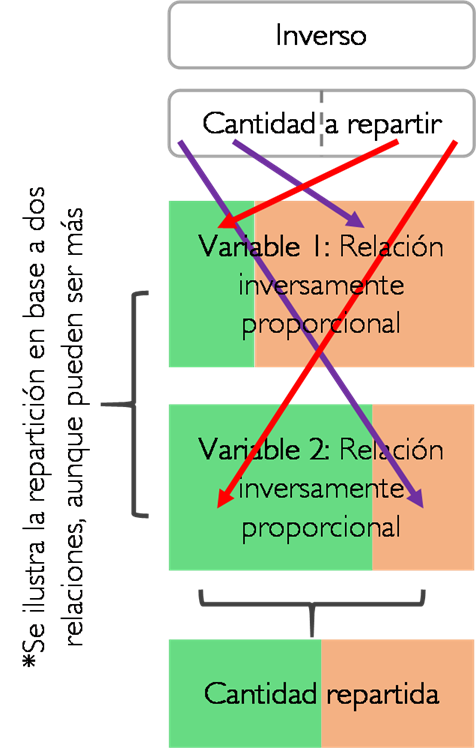 Inverso
Cantidad a repartir
Variable 1: Relación
inversamente
proporcional
Variable 2: Relación
inversamente
proporcional
Cantidad repartida
*Se ilustra la repartición en base a dos
relaciones, aunque pueden ser más